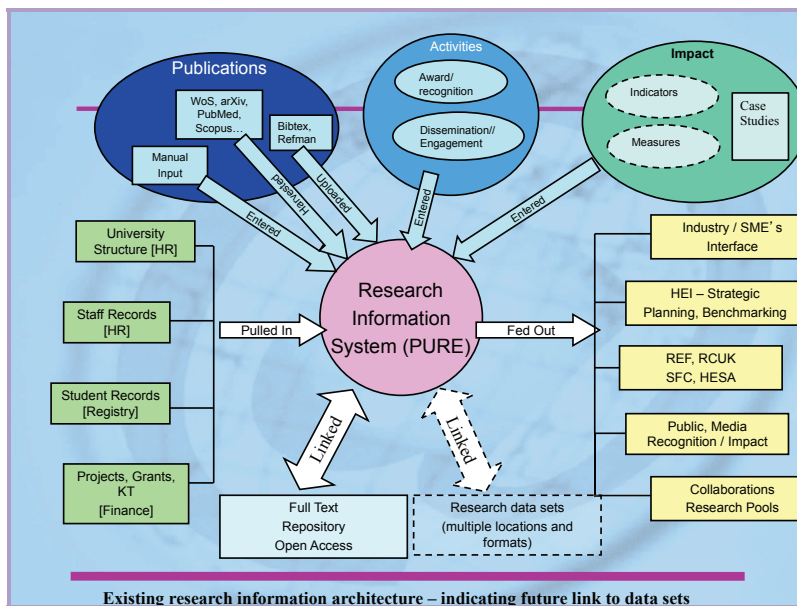 Publications
WoS, arXiv,
PubMed,
Scopus…
Bibtex,
Refman
Manual
Input
Activities
Award/
recognition
Dissemination//
Engagement
Impact
Indicators
Measures
Case
Studies
Entered
Harvested
Uploaded
Entered
Entered
University
Structure [HR]
Staff Records
[HR]
Student Records
[Registry]
Projects, Grants,
KT
[Finance]
Pulled In
Research
Information
System (PURE)
Fed Out
Industry / SME's
Interface
HEI – Strategic
Planning, Benchmarking
REF, RCUK
SFC, HESA
Public, Media
Recognition / Impact
Collaborations
Research Pools
Linked
Linked
Full Text
Repository
Open Access
Research data sets
(multiple locations and
formats)
Existing research information architecture – indicating future link to data sets